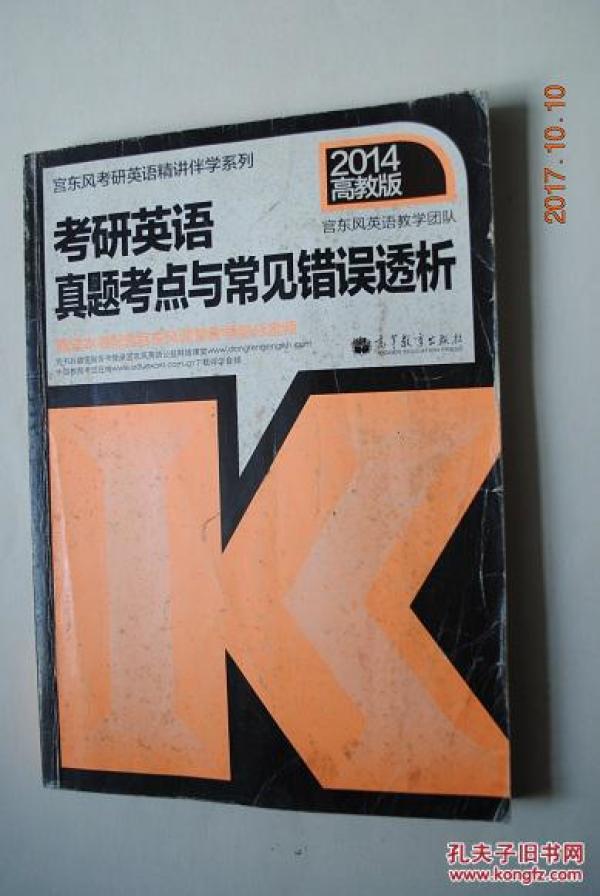 宫东风考研英语精讲伴学系列
2014
高教版
宫东风英语教学团队
考研英语
真题考点与常见错误透析
高等教育出版社
HIGHER EDUCATION PRESS
2017.10.10
孔夫子旧书网
www.kongfz.com